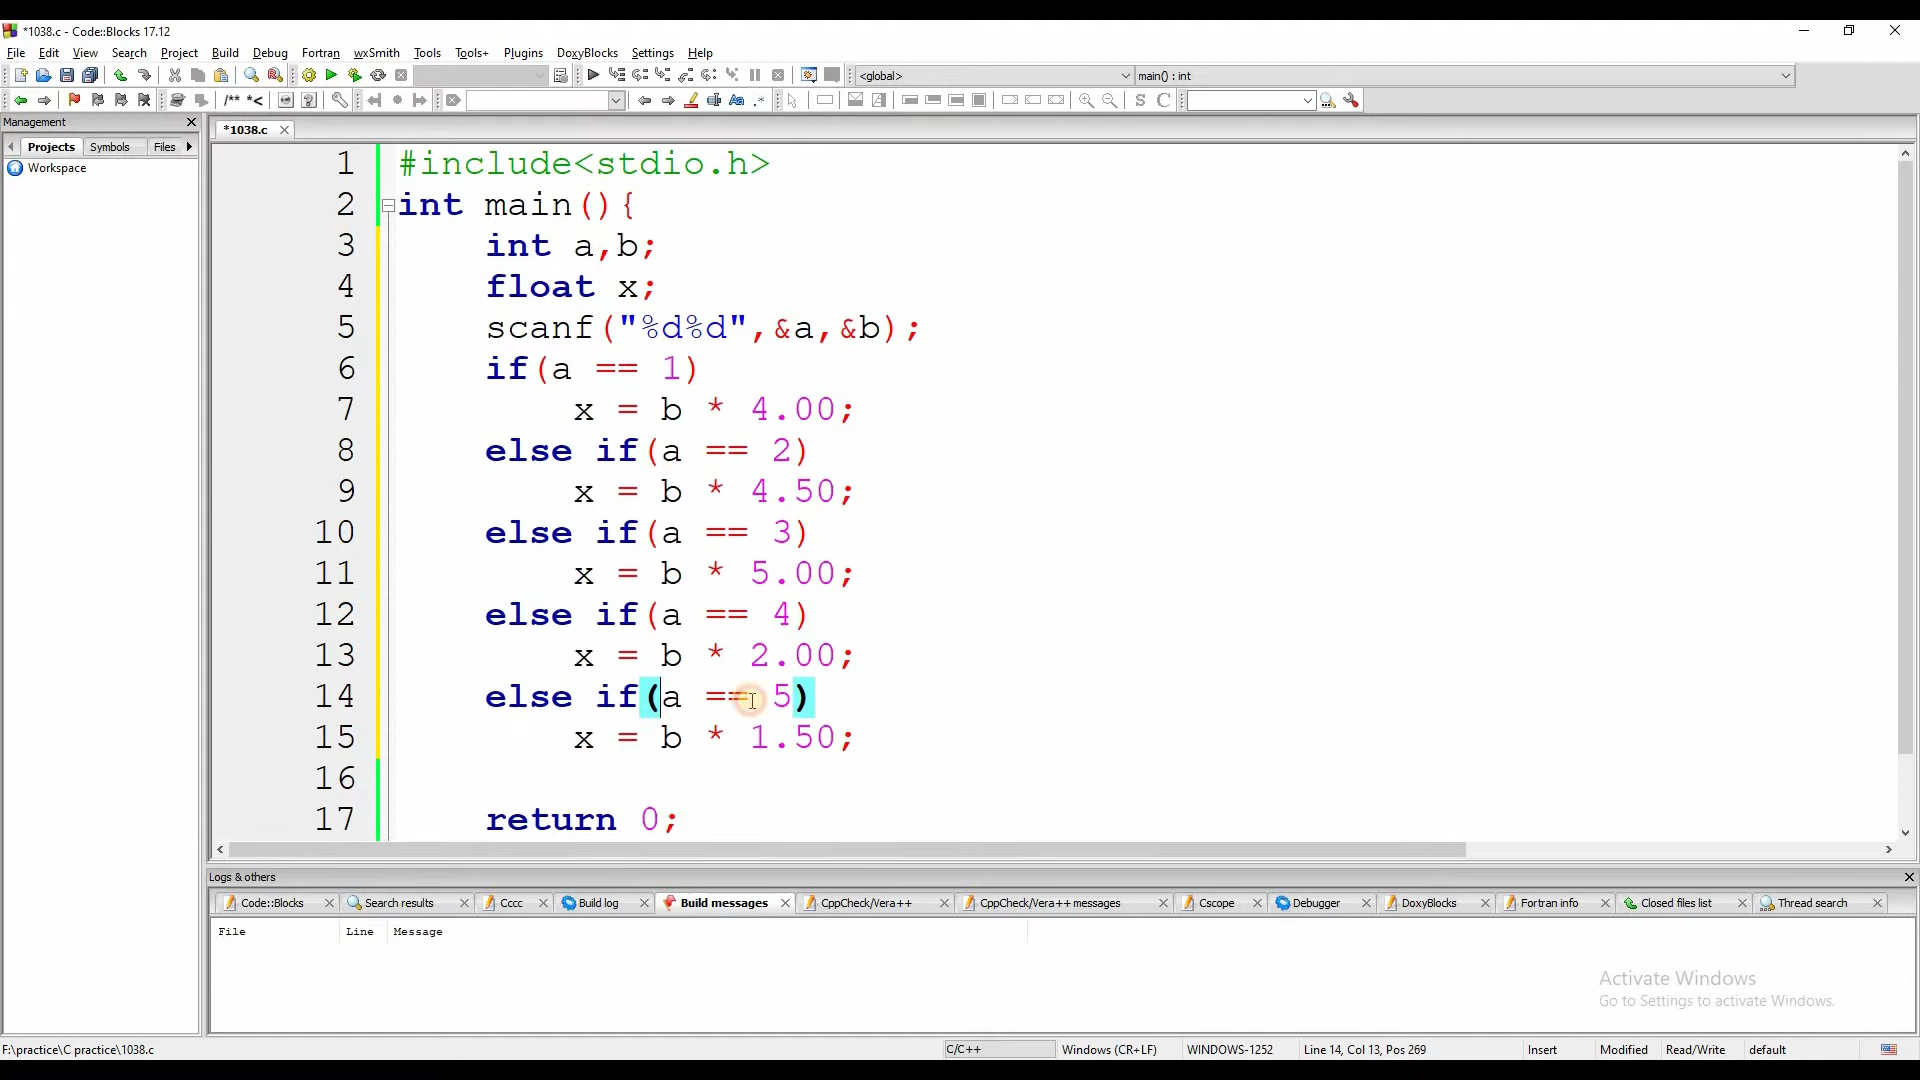 *1038.c - Code::Blocks 17.12
File Edit View Search Project Build Debug Fortran wxSmith Tools Tools+ Plugins DoxyBlocks Settings Help
<global> main() : int
/** *<
Aa .* S C
Management
*1038.c
Projects Symbols Files
Workspace
1 #include<stdio.h>
2 int main(){
3 int a,b;
4 float x;
5 scanf("%d%d",&a,&b);
6 if(a == 1)
7 x = b * 4.00;
8 else if(a == 2)
9 x = b * 4.50;
10 else if(a == 3)
11 x = b * 5.00;
12 else if(a == 4)
13 x = b * 2.00;
14 else if(a == 5)
15 x = b * 1.50;
16
17 return 0;
Logs & others
Code::Blocks Search results Cccc Build log Build messages CppCheck/Vera++ CppCheck/Vera++ messages Cscope Debugger DoxyBlocks Fortran info Closed files list Thread search
File Line Message
Activate Windows
Go to Settings to activate Windows.
F:\practice\C practice\1038.c C/C++ Windows (CR+LF) WINDOWS-1252 Line 14, Col 13, Pos 269 Insert Modified Read/Write default